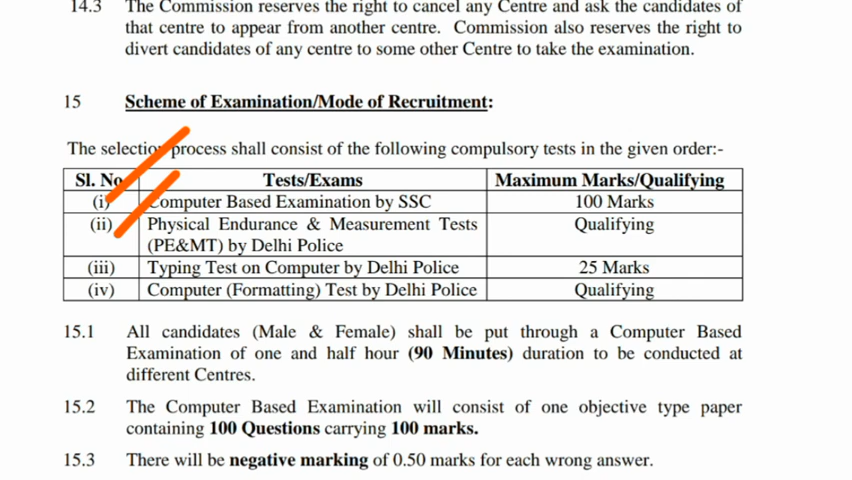 14.3 The Commission reserves the right to cancel any Centre and ask the candidates of
that centre to appear from another centre. Commission also reserves the right to
divert candidates of any centre to some other Centre to take the examination.
15 Scheme of Examination/Mode of Recruitment:
The selection process shall consist of the following compulsory tests in the given order:-
Sl. No Tests/Exams Maximum Marks/Qualifying
(i) Computer Based Examination by SSC 100 Marks
(ii) Physical Endurance & Measurement Tests Qualifying
(PE&MT) by Delhi Police
(iii) Typing Test on Computer by Delhi Police 25 Marks
(iv) Computer (Formatting) Test by Delhi Police Qualifying
15.1 All candidates (Male & Female) shall be put through a Computer Based
Examination of one and half hour (90 Minutes) duration to be conducted at
different Centres.
15.2 The Computer Based Examination will consist of one objective type paper
containing 100 Questions carrying 100 marks.
15.3 There will be negative marking of 0.50 marks for each wrong answer.